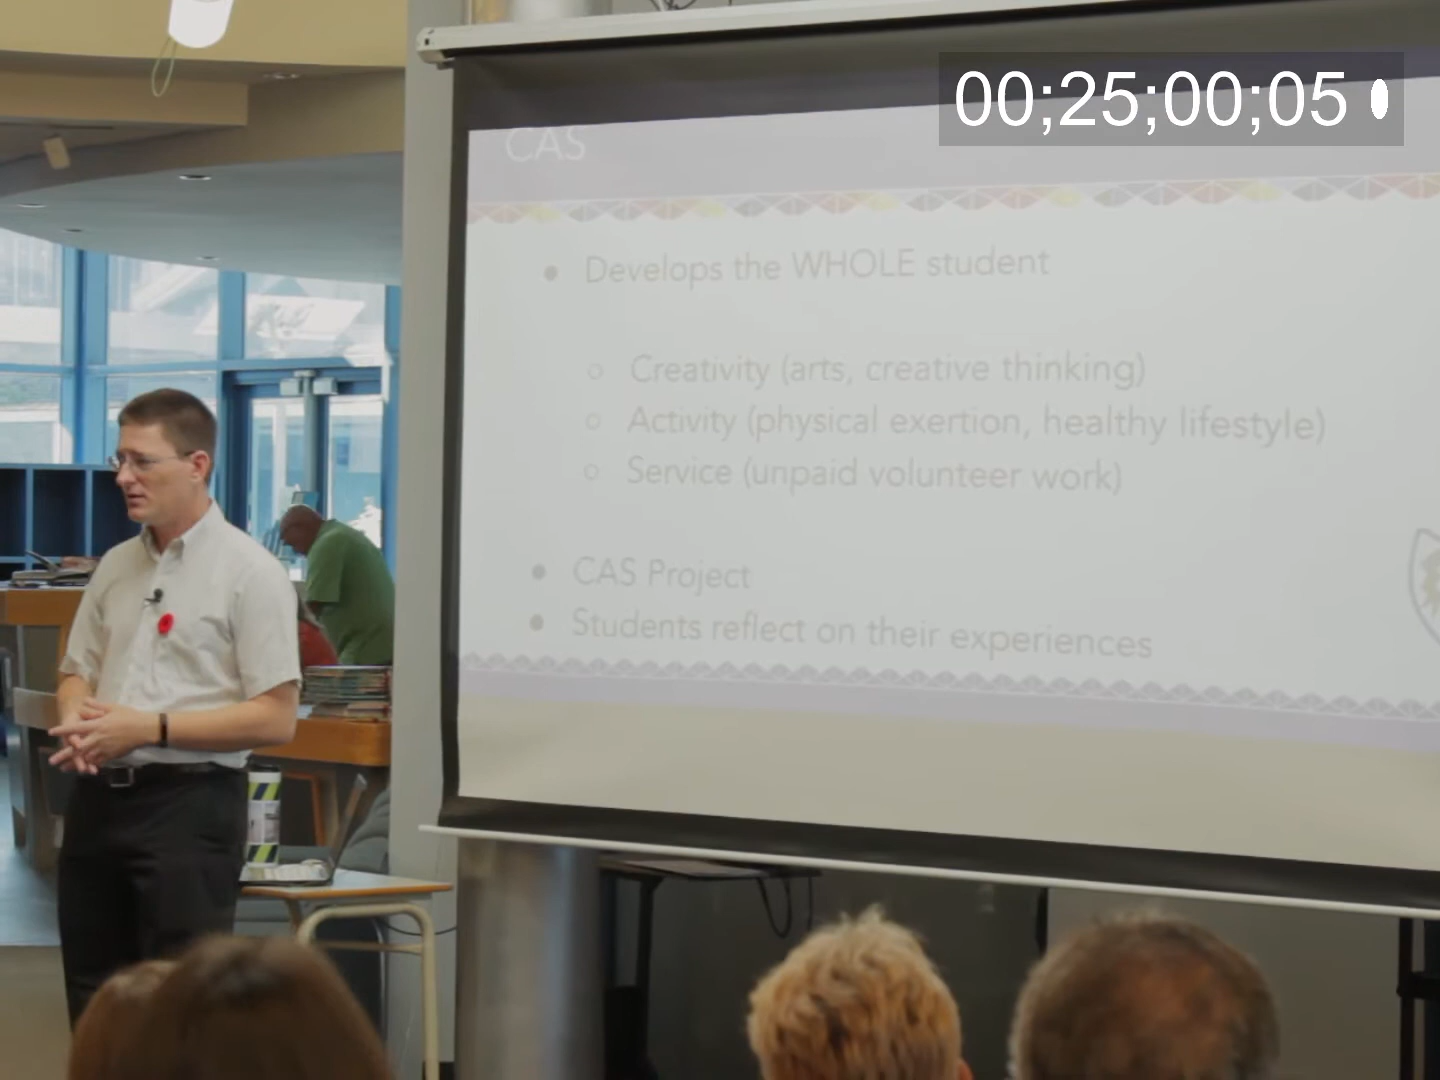 00;25;00;05
CAS
Develops the WHOLE student
Creativity (arts, creative thinking)
Activity (physical exertion, healthy lifestyle)
Service (unpaid volunteer work)
CAS Project
Students reflect on their experiences